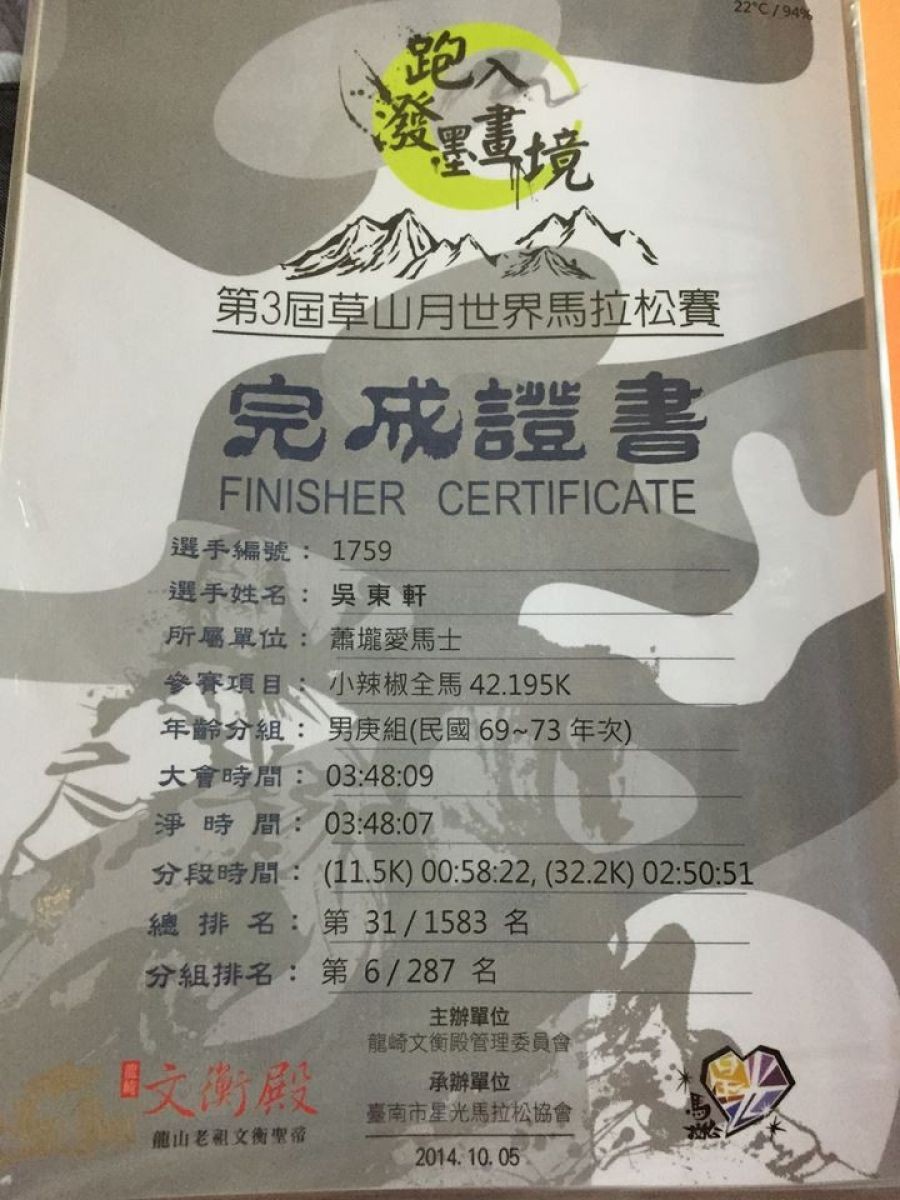 22°C / 94%
跑入
潑墨畫境
第3屆草山月世界馬拉松賽
完成證書
FINISHER CERTIFICATE
選手編號： 1759
選手姓名： 吳東軒
所屬單位： 蕭壠愛馬士
參賽項目： 小辣椒全馬 42.195K
年齡分組： 男庚組(民國 69~73 年次)
大會時間： 03:48:09
淨時間： 03:48:07
分段時間： (11.5K) 00:58:22, (32.2K) 02:50:51
總排名： 第 31 / 1583 名
分組排名： 第 6 / 287 名
主辦單位
龍崎文衡殿管理委員會
承辦單位
臺南市星光馬拉松協會
2014.10.05
龍崎 文衡殿
龍山老祖文衡聖帝
星光
馬拉松